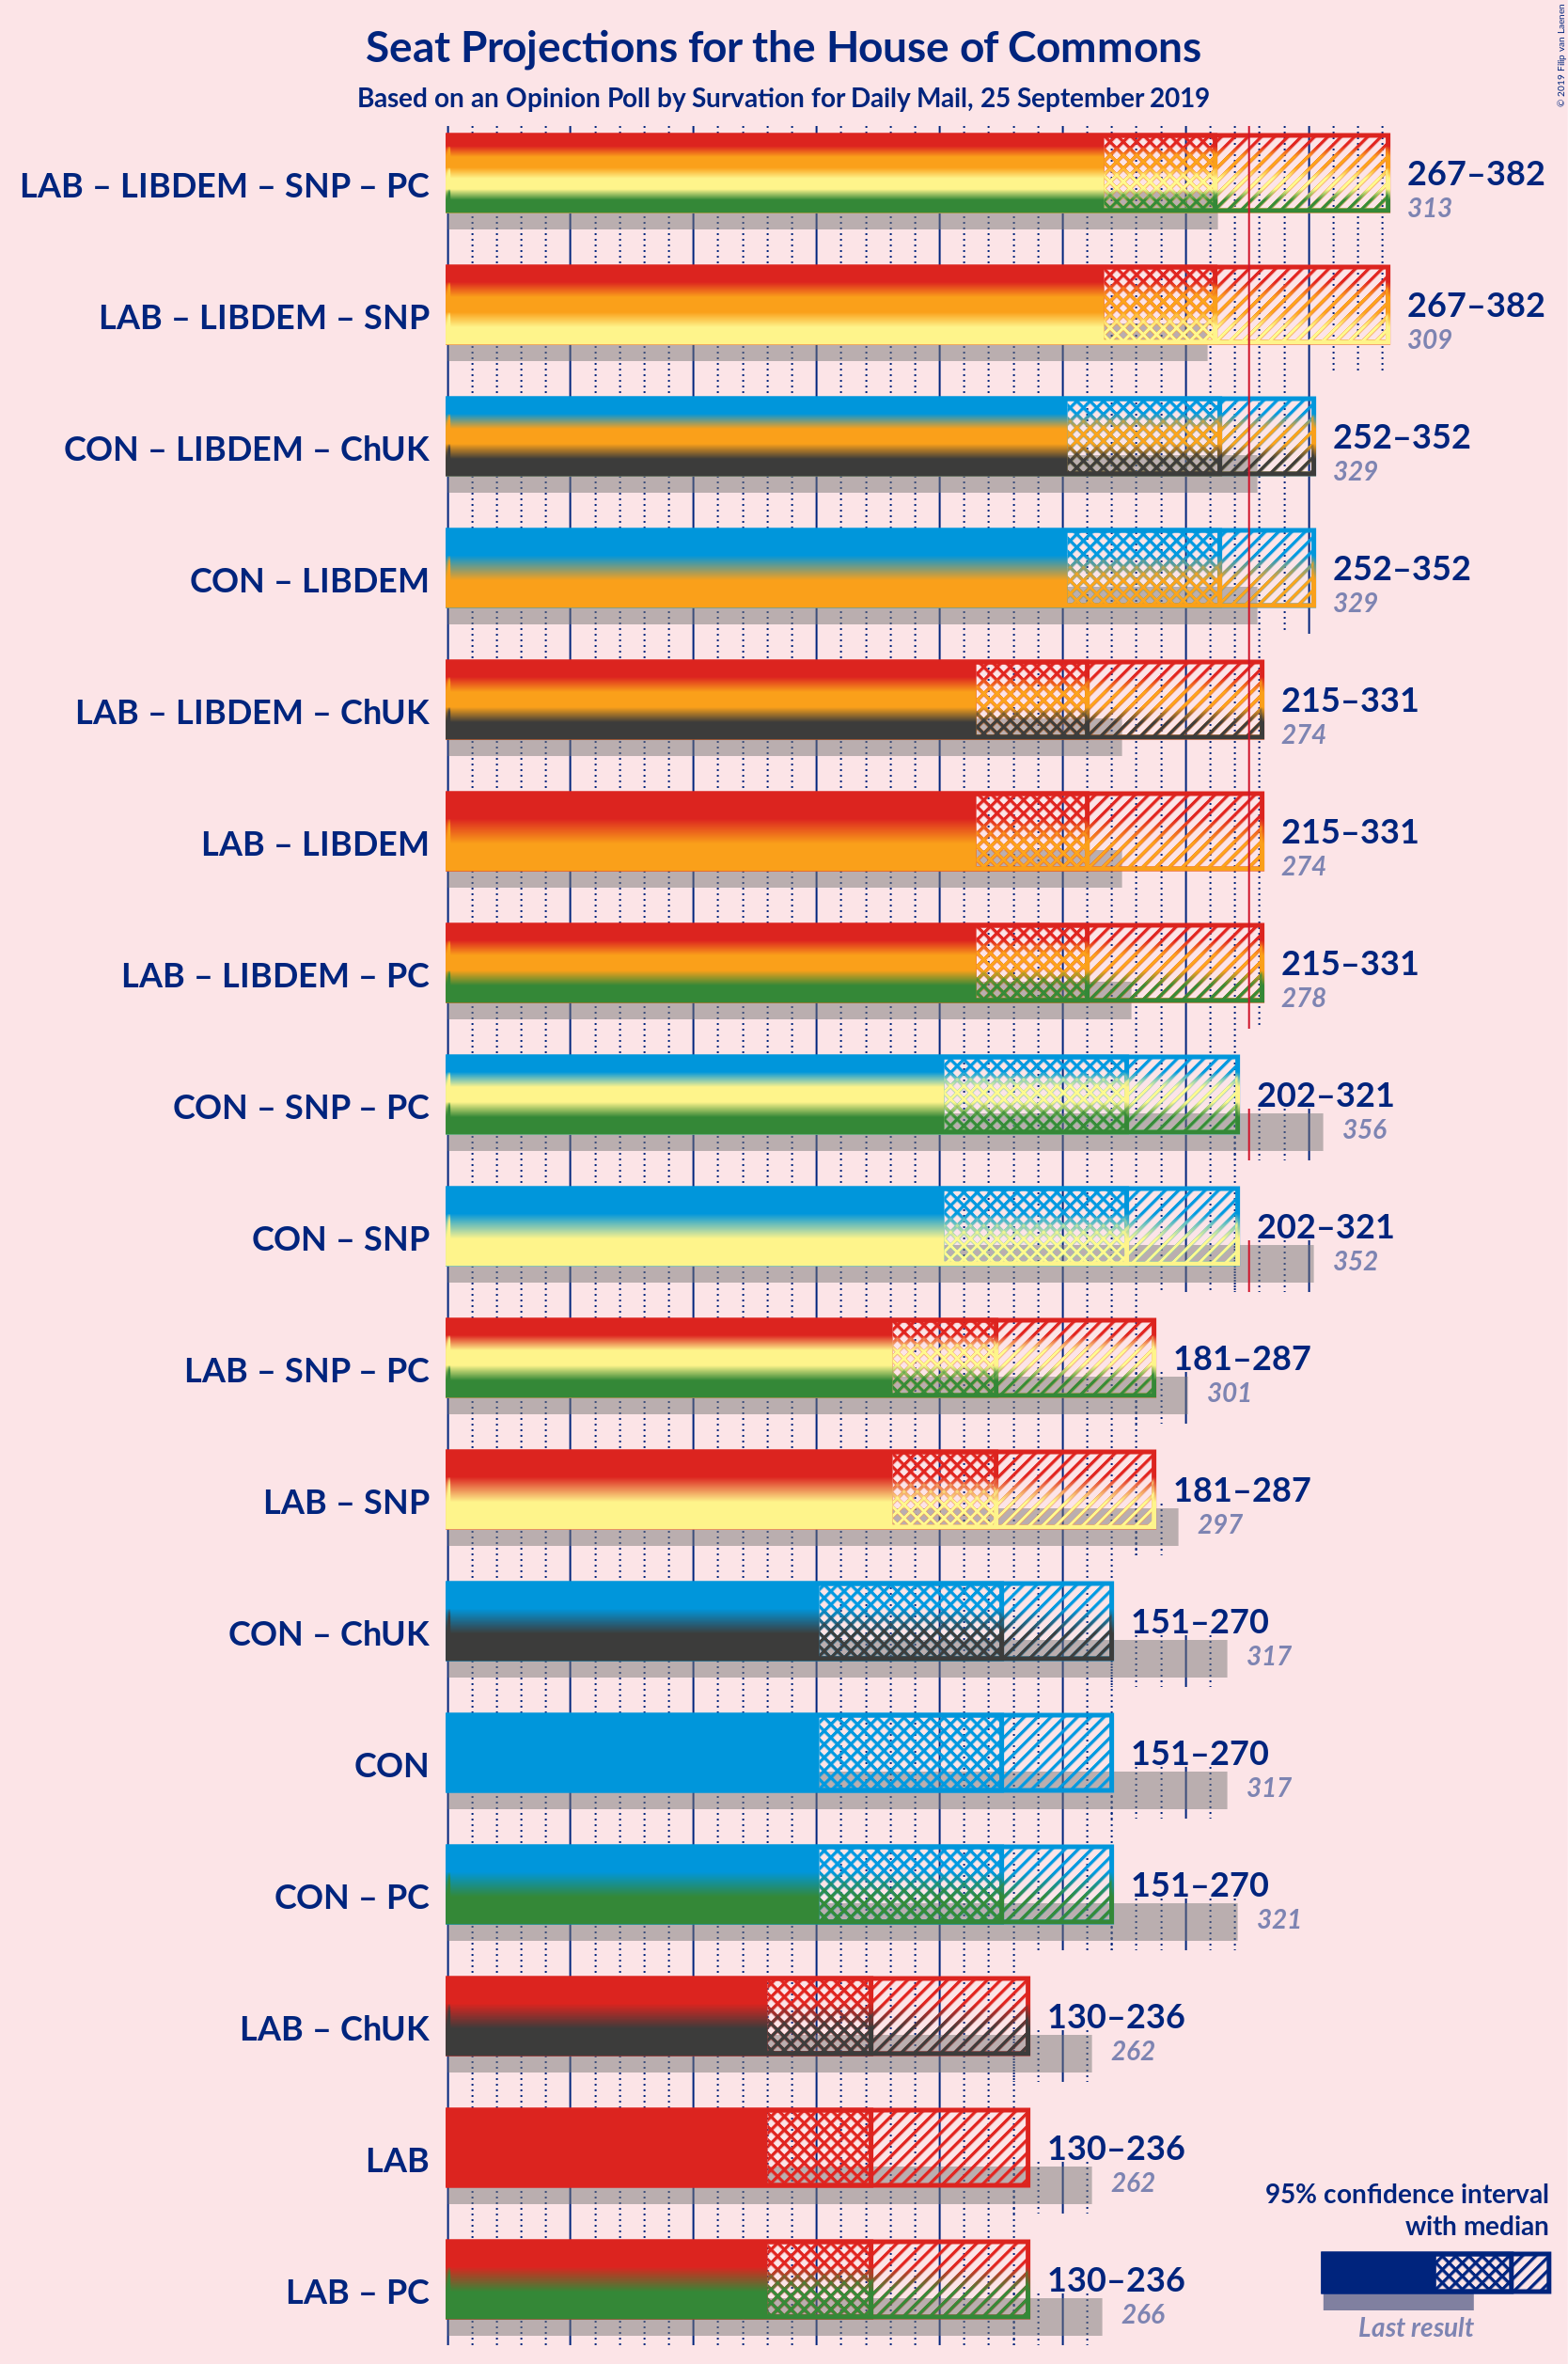 Seat Projections for the House of Commons
Based on an Opinion Poll by Survation for Daily Mail, 25 September 2019
© 2019 Filip van Laenen
LAB – LIBDEM – SNP – PC
267–382
313
LAB – LIBDEM – SNP
267–382
309
CON – LIBDEM – ChUK
252–352
329
CON – LIBDEM
252–352
329
LAB – LIBDEM – ChUK
215–331
274
LAB – LIBDEM
215–331
274
LAB – LIBDEM – PC
215–331
278
CON – SNP – PC
202–321
356
CON – SNP
202–321
352
LAB – SNP – PC
181–287
301
LAB – SNP
181–287
297
CON – ChUK
151–270
317
CON
151–270
317
CON – PC
151–270
321
LAB – ChUK
130–236
262
LAB
130–236
262
LAB – PC
130–236
266
95% confidence interval
with median
Last result